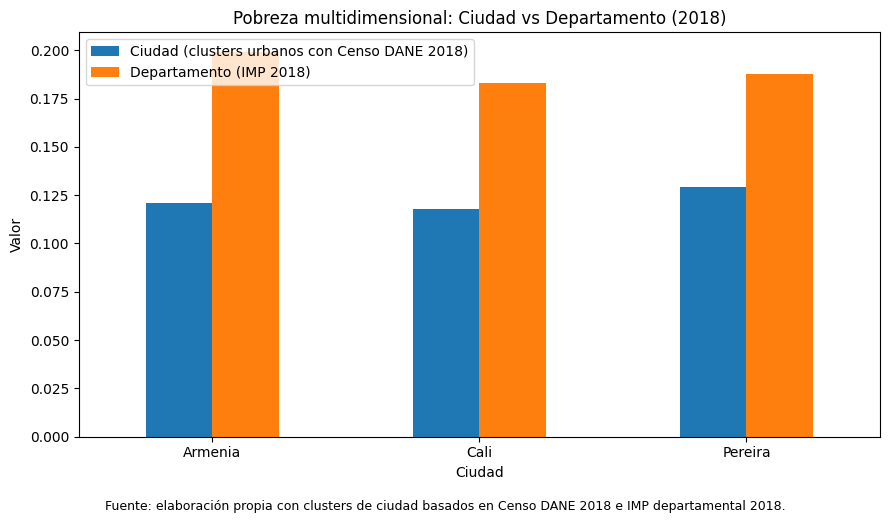 Pobreza multidimensional: Ciudad vs Departamento (2018)
Ciudad (clusters urbanos con Censo DANE 2018)
Departamento (IMP 2018)
0.200
0.175
0.150
0.125
0.100
0.075
0.050
0.025
0.000
Valor
Armenia Cali Pereira
Ciudad
Fuente: elaboración propia con clusters de ciudad basados en Censo DANE 2018 e IMP departamental 2018.